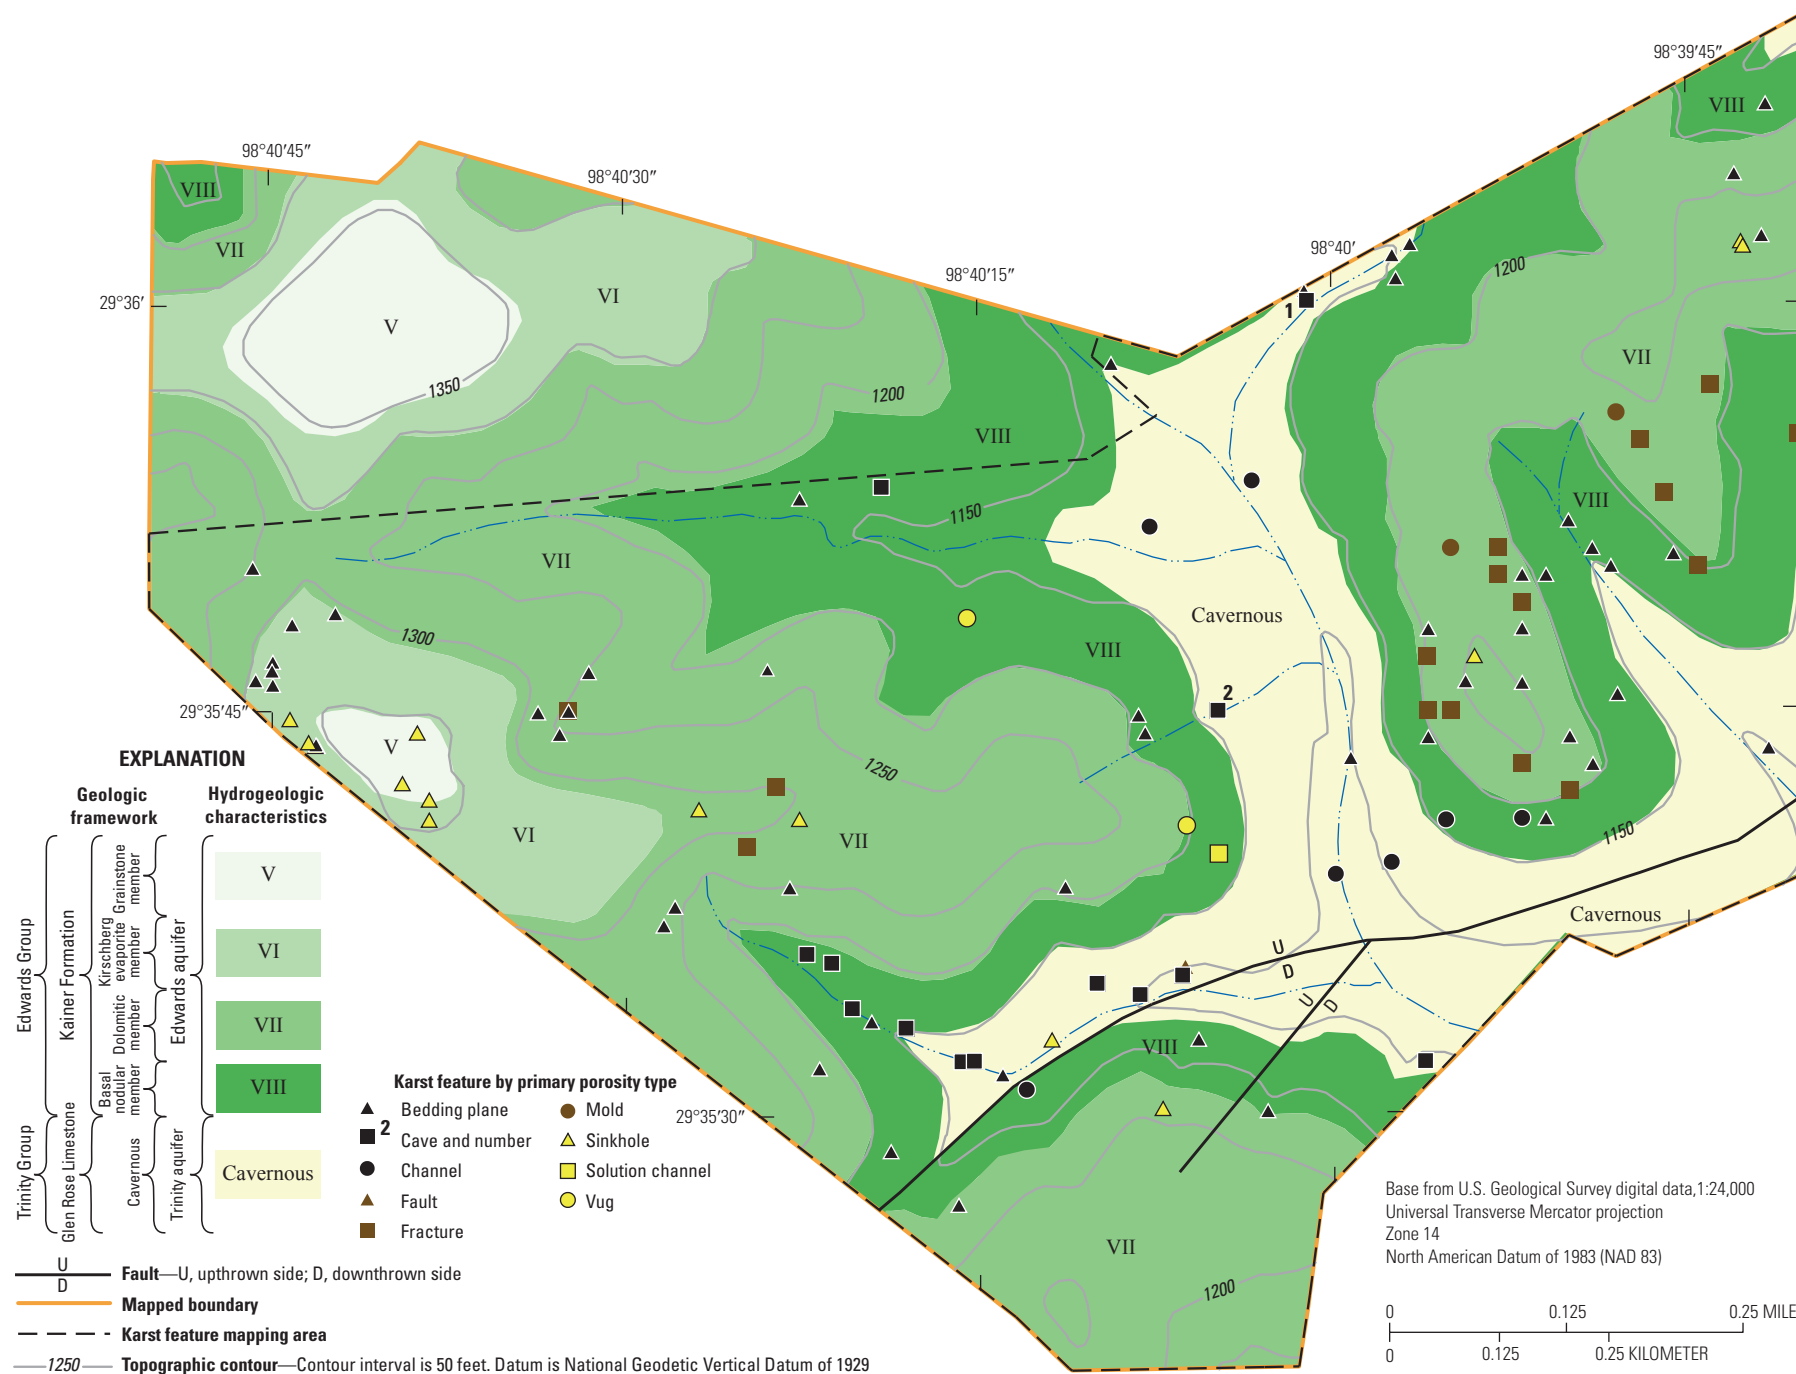 98°39′45″
VIII
98°40′45″
98°40′30″
VIII
VII
98°40′
98°40′15″
1200
29°36′
VI
V
1
VII
1350
1200
VIII
VIII
1150
VII
Cavernous
1300
VIII
2
29°35′45″
V
1250
VI
VII
1150
Cavernous
U
D
U
D
VIII
29°35′30″
VII
1200
EXPLANATION
Geologic
framework
Hydrogeologic
characteristics
Edwards Group
Kainer Formation
Grainstone
member
Kirschberg
evaporite
member
Dolomitic
member
Basal
nodular
member
Edwards aquifer
V
VI
VII
VIII
Trinity Group
Glen Rose Limestone
Cavernous
Trinity aquifer
Cavernous
Karst feature by primary porosity type
Bedding plane
2 Cave and number
Channel
Fault
Fracture
Mold
Sinkhole
Solution channel
Vug
U
D
Fault—U, upthrown side; D, downthrown side
Mapped boundary
Karst feature mapping area
1250 Topographic contour—Contour interval is 50 feet. Datum is National Geodetic Vertical Datum of 1929
Base from U.S. Geological Survey digital data,1:24,000
Universal Transverse Mercator projection
Zone 14
North American Datum of 1983 (NAD 83)
0 0.125 0.25 MILE
0 0.125 0.25 KILOMETER